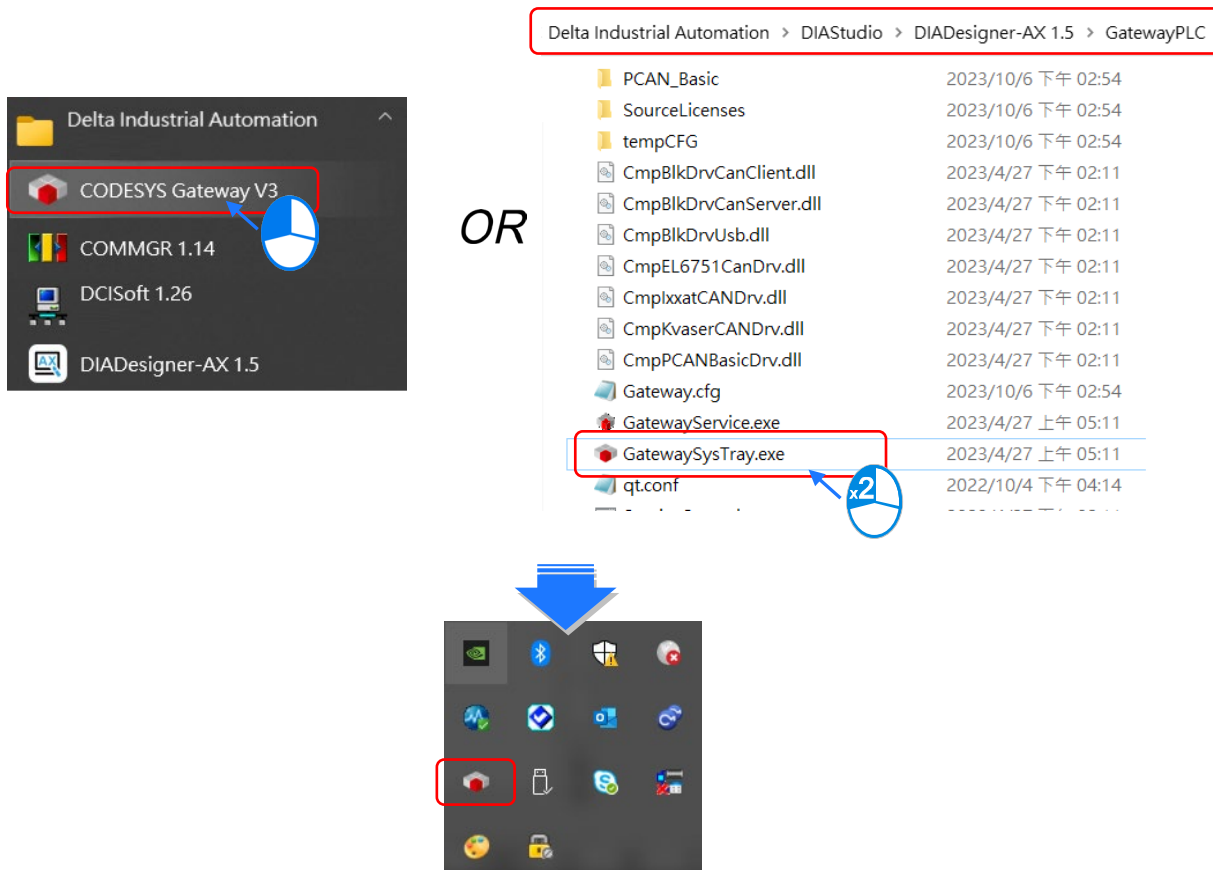 Delta Industrial Automation > DIAStudio > DIADesigner-AX 1.5 > GatewayPLC
PCAN_Basic 2023/10/6 下午 02:54
SourceLicenses 2023/10/6 下午 02:54
tempCFG 2023/10/6 下午 02:54
CmpBlkDrvCanClient.dll 2023/4/27 下午 02:11
CmpBlkDrvCanServer.dll 2023/4/27 下午 02:11
CmpBlkDrvUsb.dll 2023/4/27 下午 02:11
CmpEL6751CanDrv.dll 2023/4/27 下午 02:11
CmpIxxatCANDrv.dll 2023/4/27 下午 02:11
CmpKvaserCANDrv.dll 2023/4/27 下午 02:11
CmpPCANBasicDrv.dll 2023/4/27 下午 02:11
Gateway.cfg 2023/10/6 下午 02:54
GatewayService.exe 2023/4/27 上午 05:11
GatewaySysTray.exe 2023/4/27 上午 05:11
qt.conf 2022/10/4 下午 04:14
x2
Delta Industrial Automation
CODESYS Gateway V3
COMMGR 1.14
DCISoft 1.26
AX DIADesigner-AX 1.5
OR